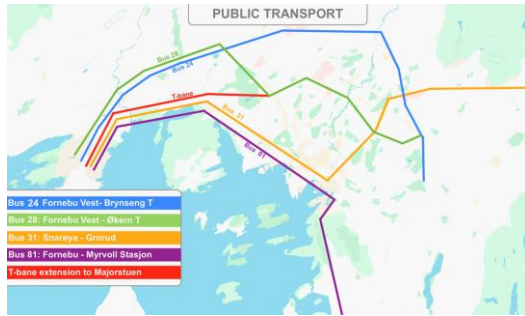 PUBLIC TRANSPORT
Bus 28
Bus 24
T-bane
Bus 31
Bus 81
Bus 24 Fornebu Vest- Brynseng T
Bus 28: Fornebu Vest - Økern T
Bus 31: Snarøya - Grorud
Bus 81: Fornebu - Myrvoll Stasjon
T-bane extension to Majorstuen